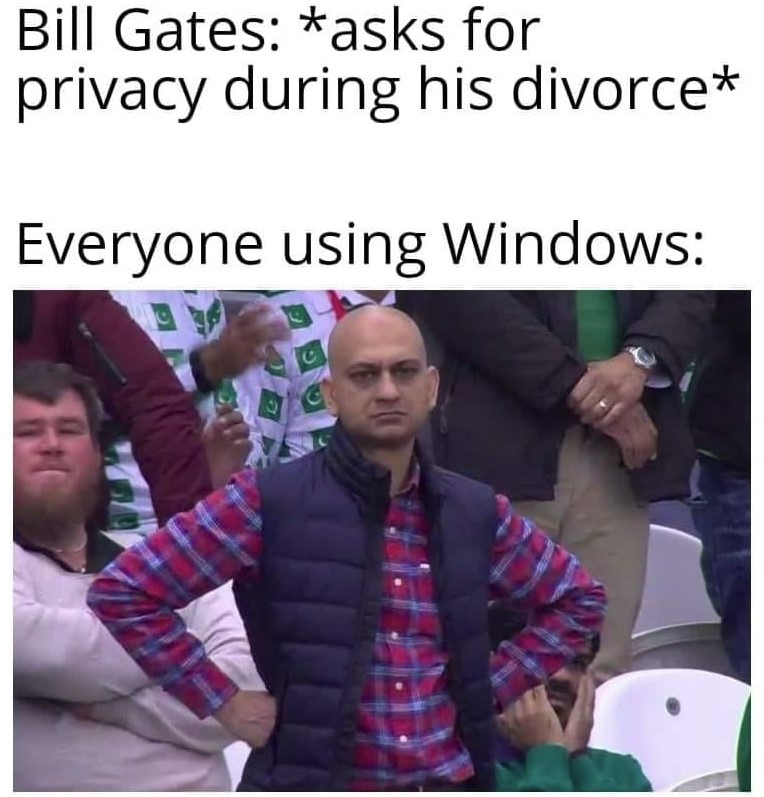 Bill Gates: *asks for
privacy during his divorce*
Everyone using Windows: